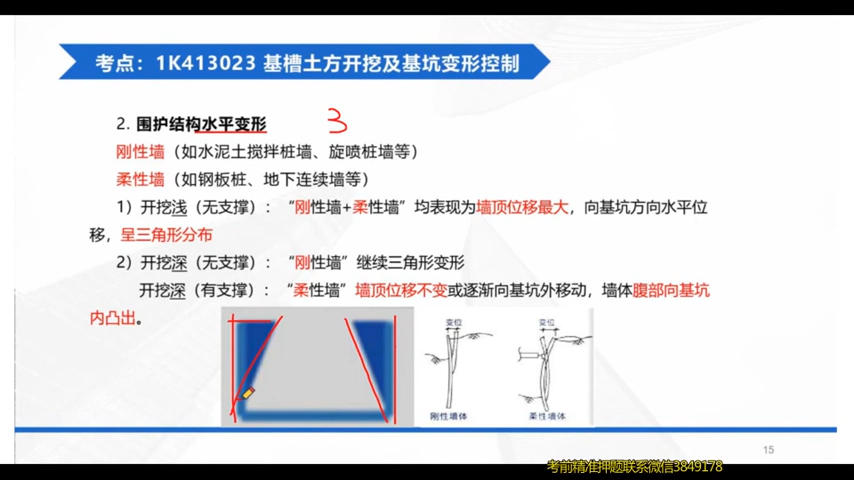 考点：1K413023 基槽土方开挖及基坑变形控制
2. 围护结构水平变形 3
刚性墙（如水泥土搅拌桩墙、旋喷桩墙等）
柔性墙（如钢板桩、地下连续墙等）
1）开挖浅（无支撑）：“刚性墙+柔性墙”均表现为墙顶位移最大，向基坑方向水平位
移，呈三角形分布
2）开挖深（无支撑）：“刚性墙”继续三角形变形
开挖深（有支撑）：“柔性墙”墙顶位移不变或逐渐向基坑外移动，墙体腹部向基坑
内凸出。
变位 变位
刚性墙体 柔性墙体
15
考前精准押题联系微信3849178